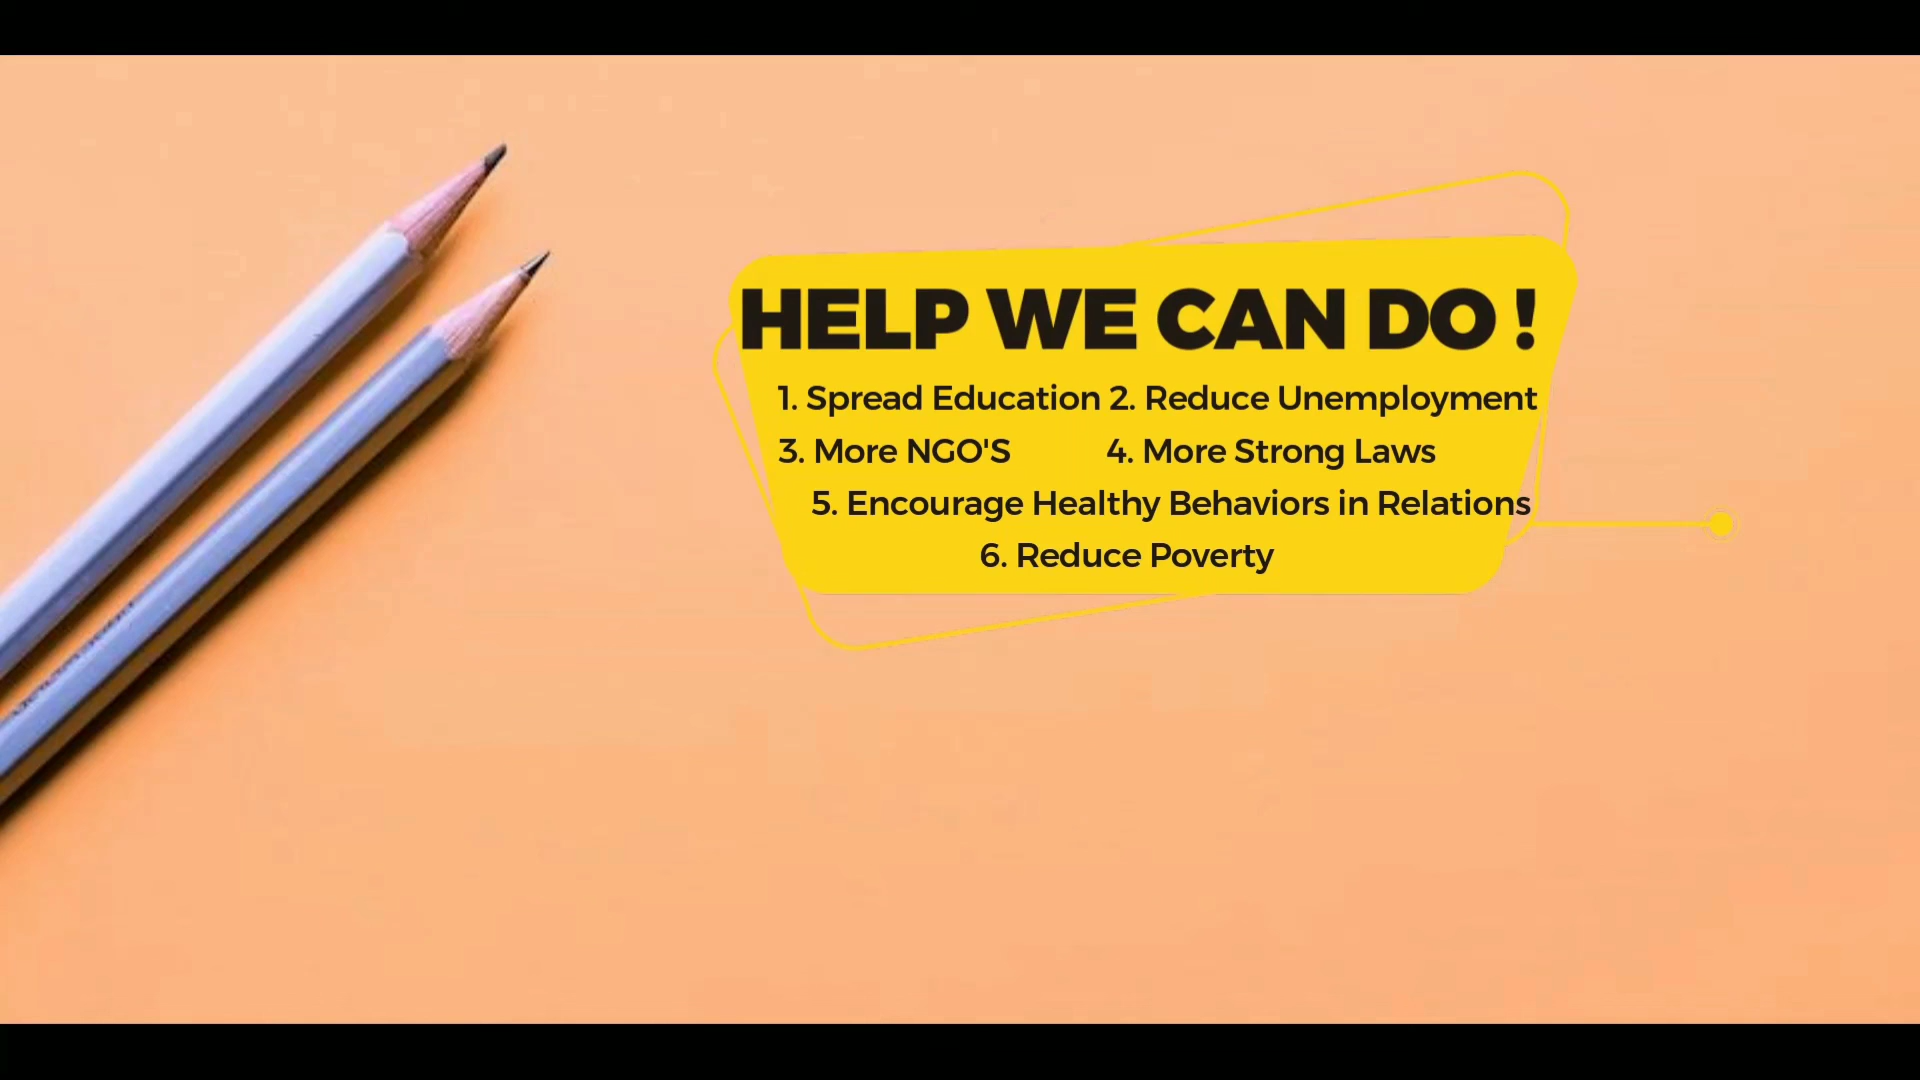 HELP WE CAN DO !
1. Spread Education 2. Reduce Unemployment
3. More NGO'S 4. More Strong Laws
5. Encourage Healthy Behaviors in Relations
6. Reduce Poverty